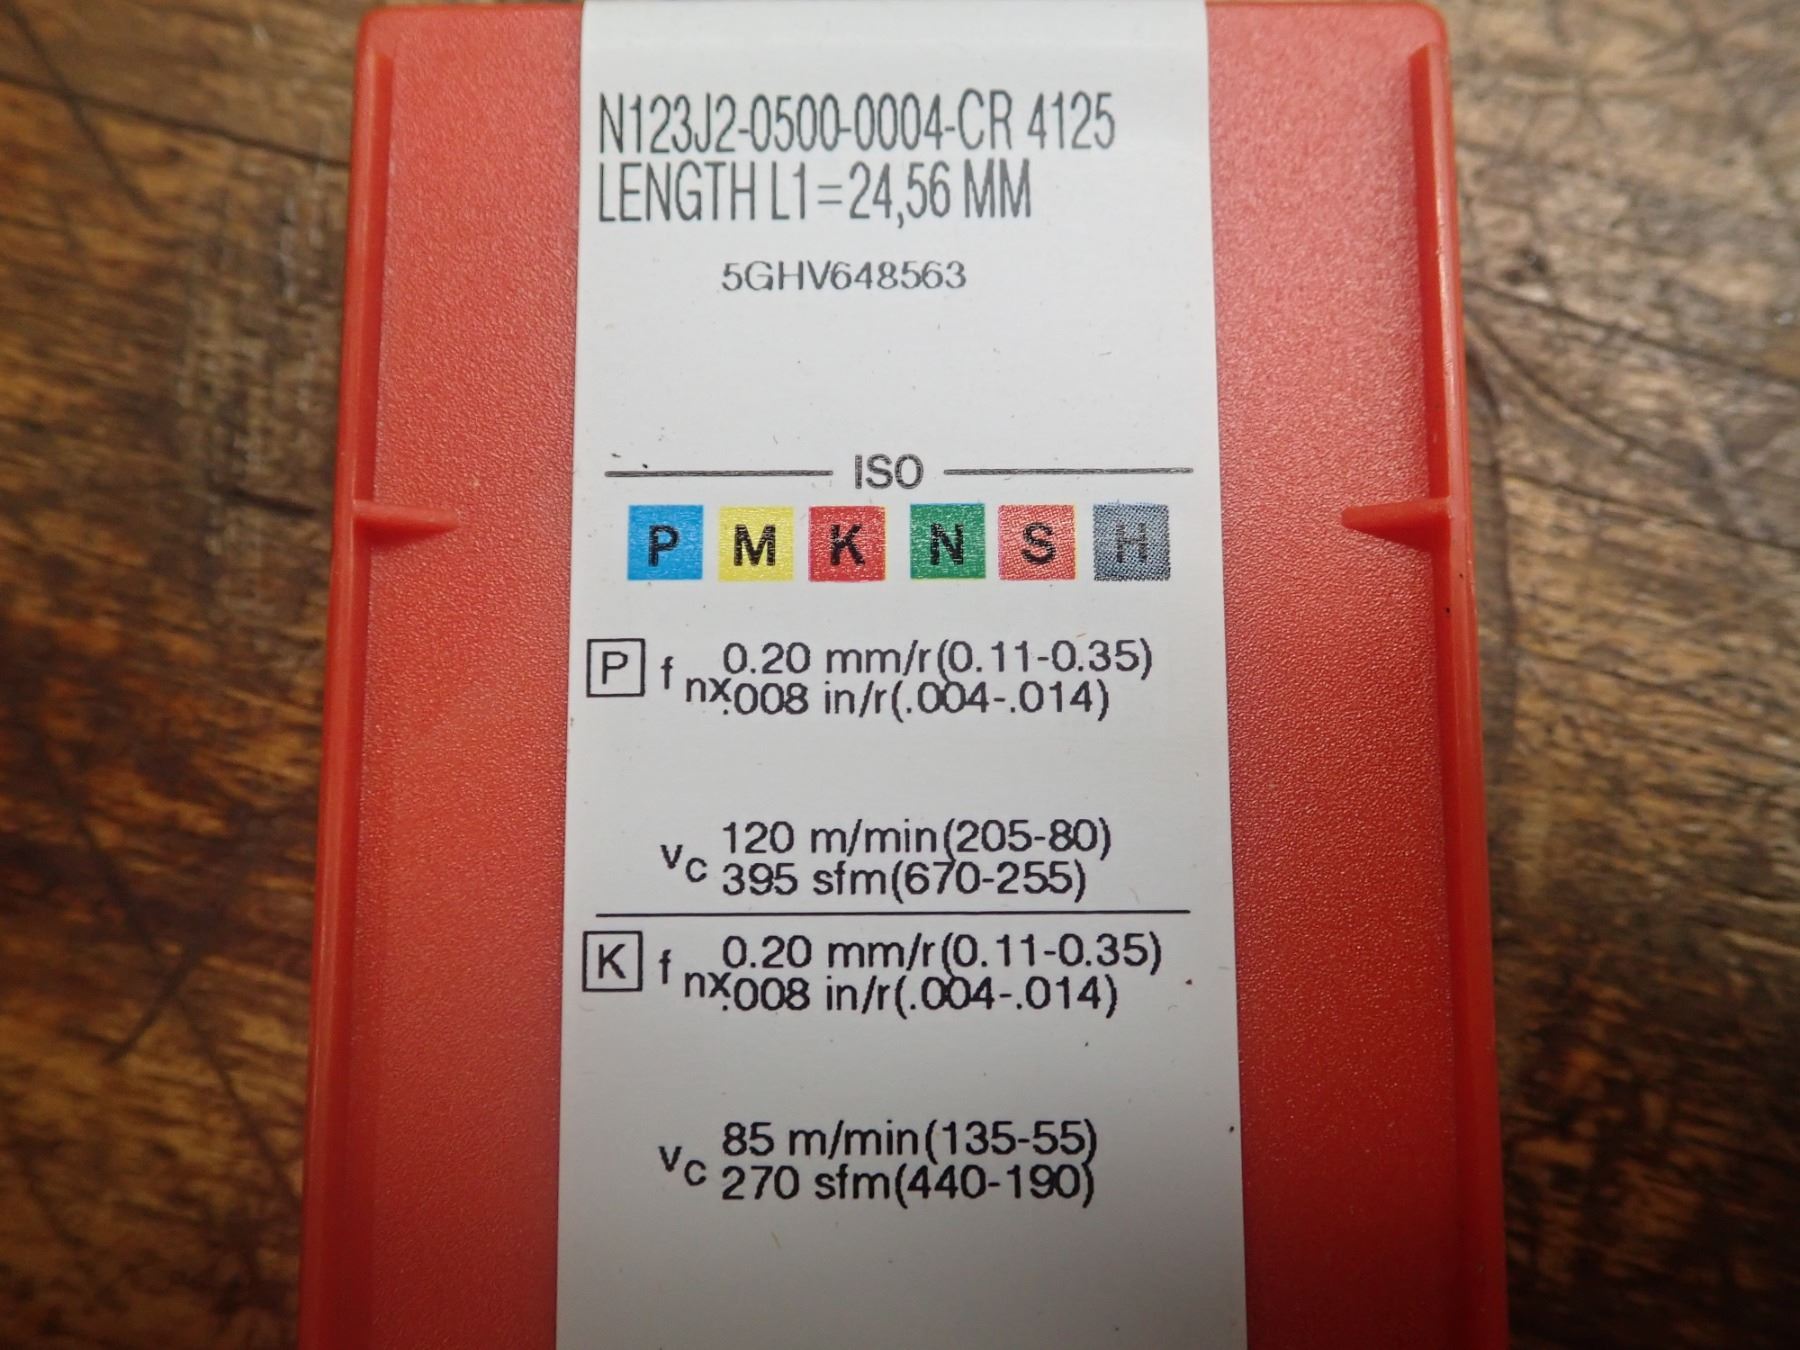 N123J2-0500-0004-CR 4125
LENGTH L1=24,56 MM
5GHV648563
ISO
P M K N S H
P fnx 0.20 mm/r(0.11-0.35)
.008 in/r(.004-.014)
vc 120 m/min(205-80)
395 sfm(670-255)
K fnx 0.20 mm/r(0.11-0.35)
.008 in/r(.004-.014)
vc 85 m/min(135-55)
270 sfm(440-190)